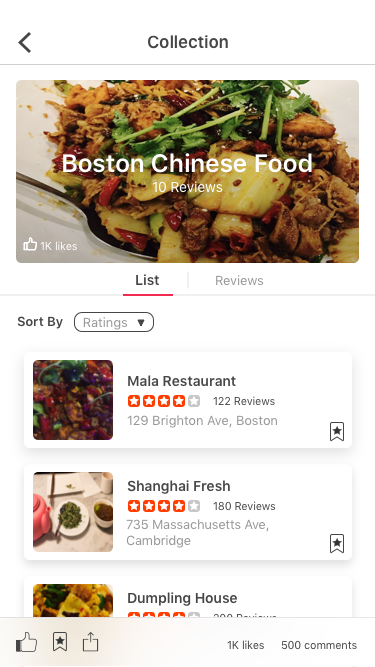 Collection
Boston Chinese Food
10 Reviews
1K likes
List
Reviews
Sort By
Ratings
Mala Restaurant
122 Reviews
129 Brighton Ave, Boston
Shanghai Fresh
180 Reviews
735 Massachusetts Ave,
Cambridge
Dumpling House
Reviews
1K likes
500 comments